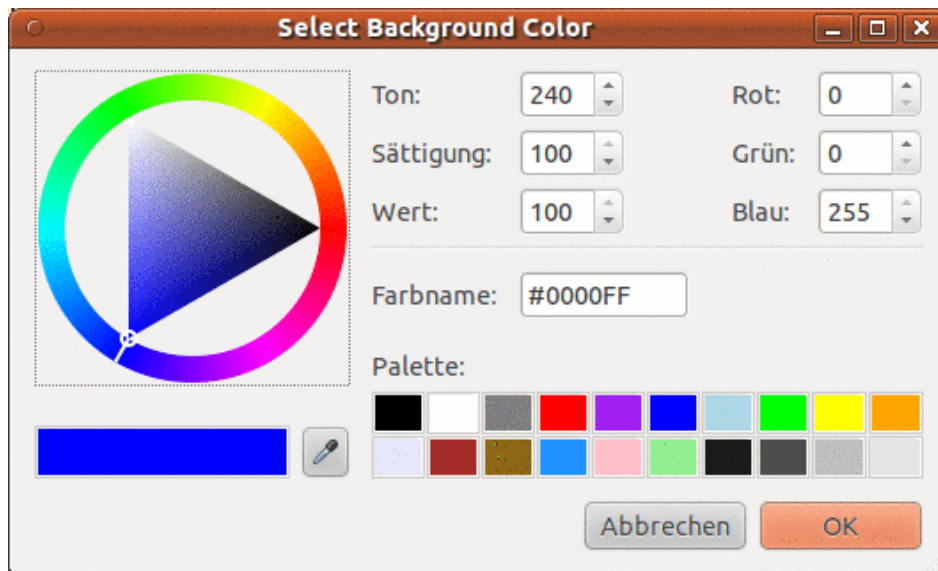 Select Background Color
Ton: 240 Rot: 0
Sättigung: 100 Grün: 0
Wert: 100 Blau: 255
Farbname: #0000FF
Palette:
Abbrechen OK